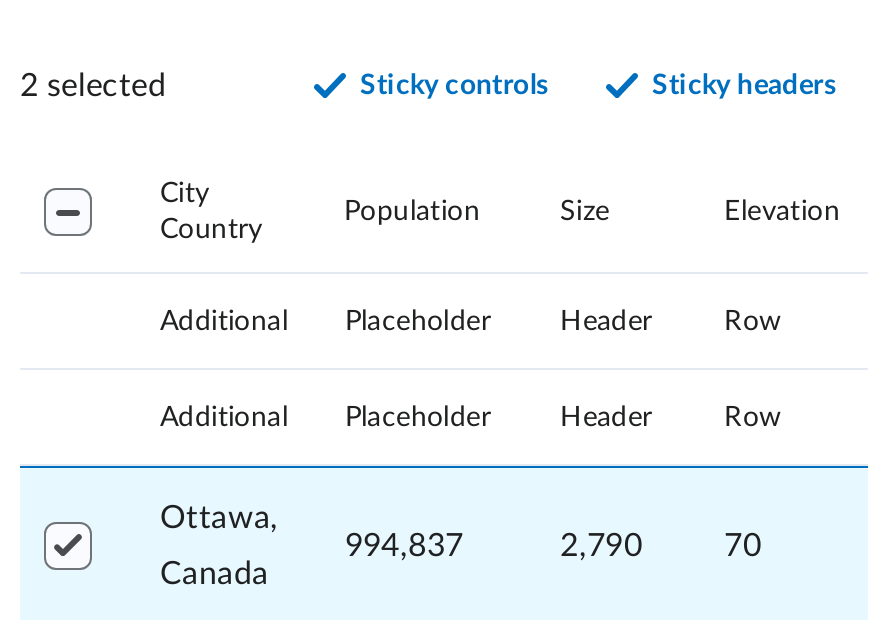 2 selected Sticky controls Sticky headers
City
Country Population Size Elevation
Additional Placeholder Header Row
Additional Placeholder Header Row
Ottawa,
Canada 994,837 2,790 70